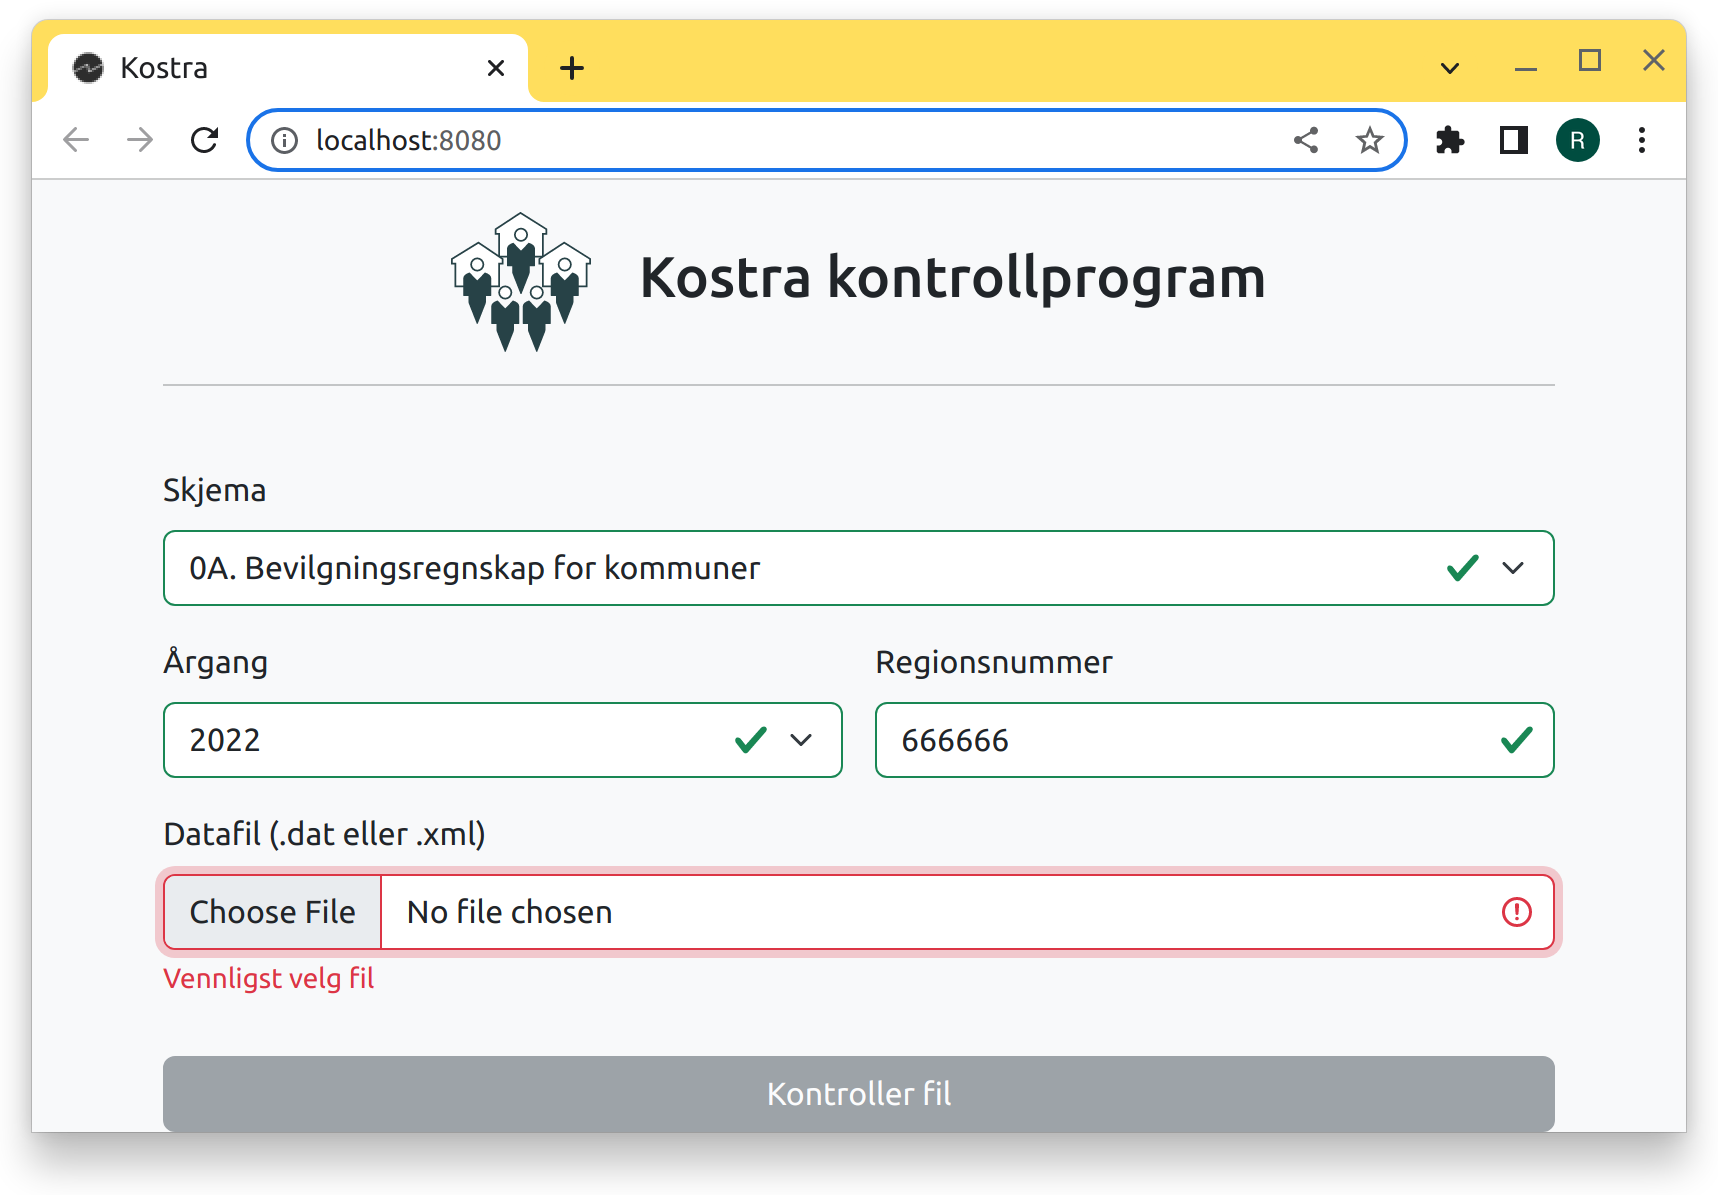 Kostra
localhost:8080
R
Kostra kontrollprogram
Skjema
0A. Bevilgningsregnskap for kommuner
Årgang
Regionsnummer
2022
666666
Datafil (.dat eller .xml)
Choose File No file chosen
Vennligst velg fil
Kontroller fil